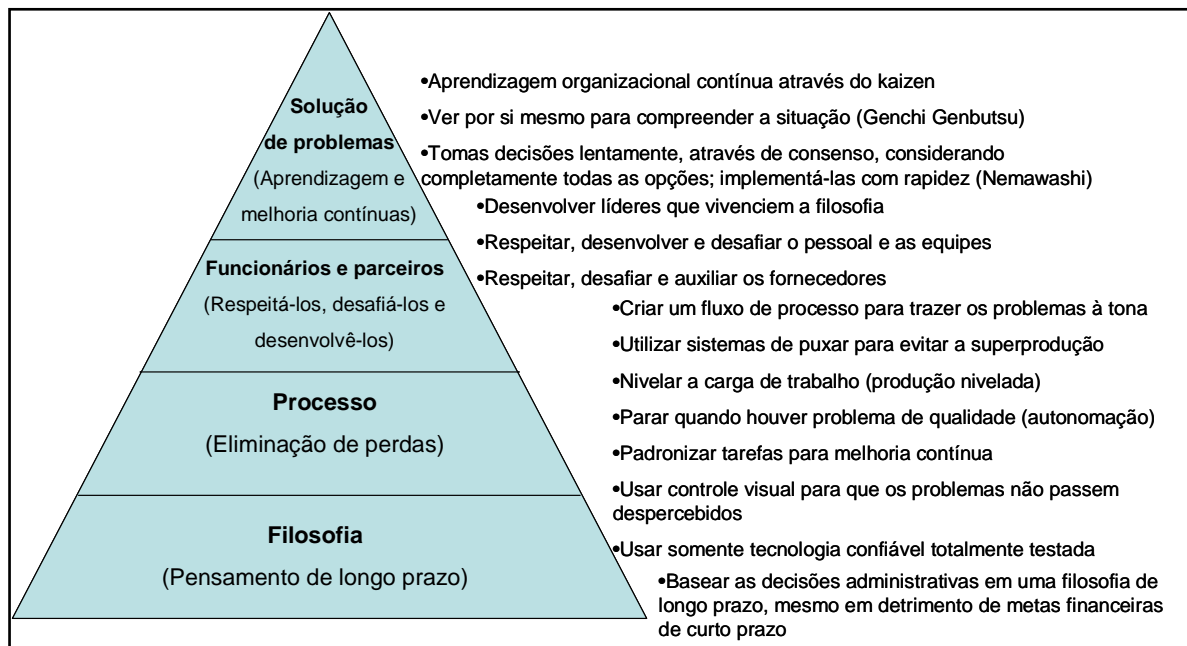 Solução
de problemas
(Aprendizagem e
melhoria contínuas)
Funcionários e parceiros
(Respeitá-los, desafiá-los e
desenvolvê-los)
Processo
(Eliminação de perdas)
Filosofia
(Pensamento de longo prazo)
•Aprendizagem organizacional contínua através do kaizen
•Ver por si mesmo para compreender a situação (Genchi Genbutsu)
•Tomas decisões lentamente, através de consenso, considerando
completamente todas as opções; implementá-las com rapidez (Nemawashi)
•Desenvolver líderes que vivenciem a filosofia
•Respeitar, desenvolver e desafiar o pessoal e as equipes
•Respeitar, desafiar e auxiliar os fornecedores
•Criar um fluxo de processo para trazer os problemas à tona
•Utilizar sistemas de puxar para evitar a superprodução
•Nivelar a carga de trabalho (produção nivelada)
•Parar quando houver problema de qualidade (autonomação)
•Padronizar tarefas para melhoria contínua
•Usar controle visual para que os problemas não passem
despercebidos
•Usar somente tecnologia confiável totalmente testada
•Basear as decisões administrativas em uma filosofia de
longo prazo, mesmo em detrimento de metas financeiras
de curto prazo